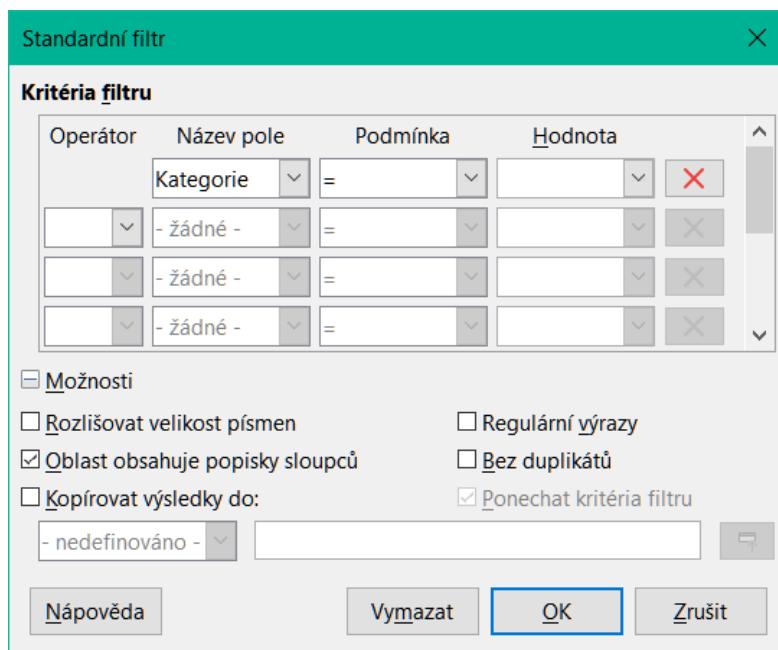 Standardní filtr
Kritéria filtru
Operátor Název pole Podmínka Hodnota
Kategorie =
- žádné - =
- žádné - =
- žádné - =
Možnosti
Rozlišovat velikost písmen Regulární výrazy
Oblast obsahuje popisky sloupců Bez duplikátů
Kopírovat výsledky do: Ponechat kritéria filtru
- nedefinováno -
Nápověda Vymazat OK Zrušit